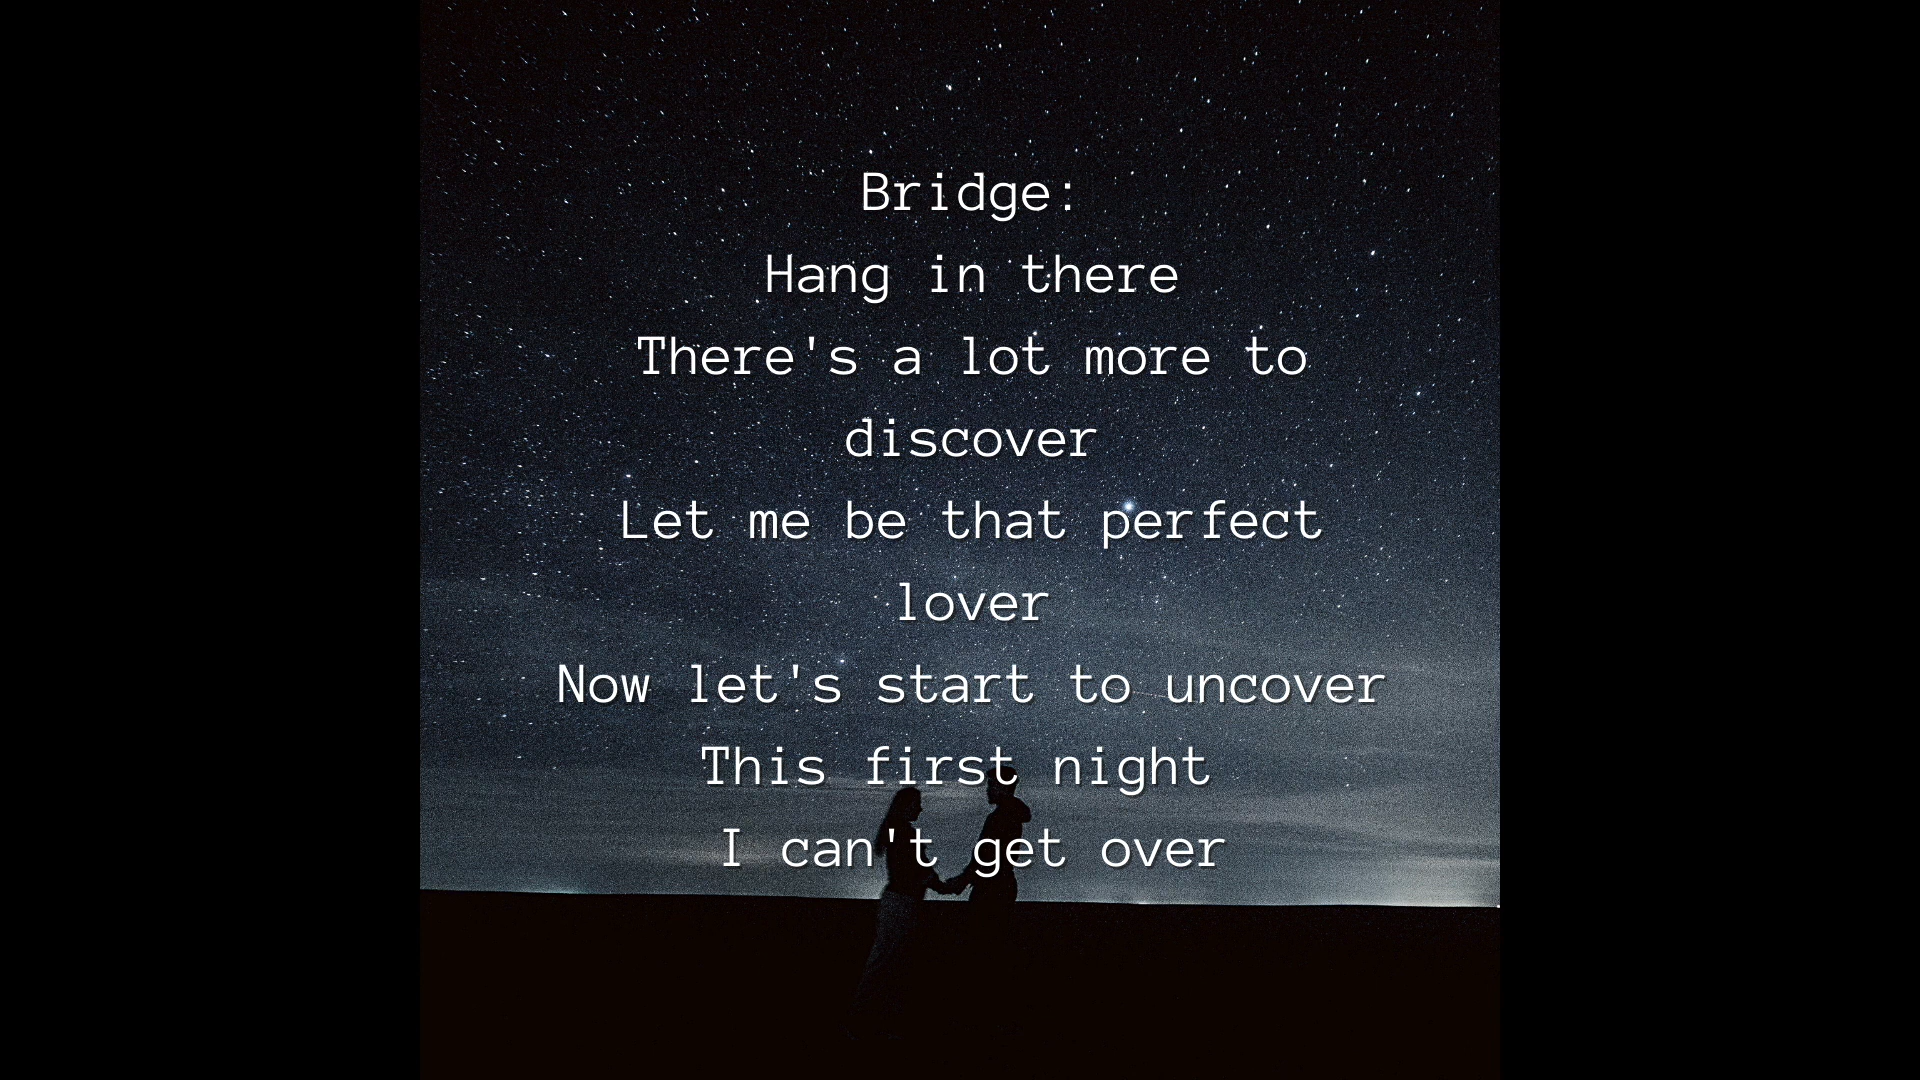 Bridge:
Hang in there
There's a lot more to
discover
Let me be that perfect
lover
Now let's start to uncover
This first night
I can't get over